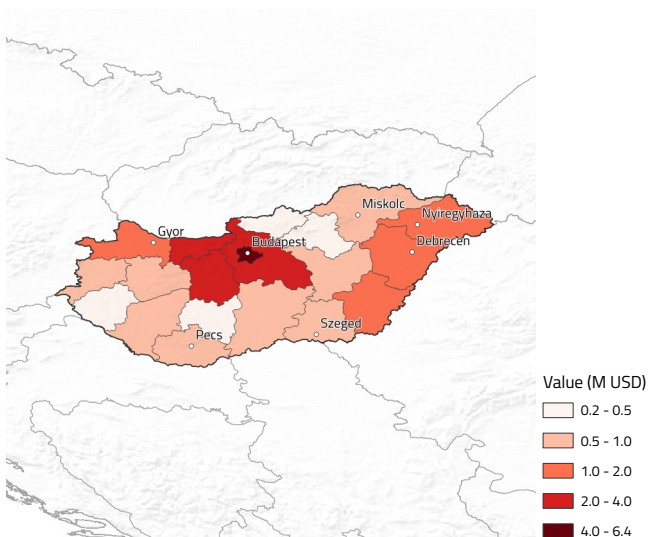 Miskolc
Nyiregyhaza
Gyor
Budapest
Debrecen
Szeged
Pecs
Value (M USD)
0.2 - 0.5
0.5 - 1.0
1.0 - 2.0
2.0 - 4.0
4.0 - 6.4